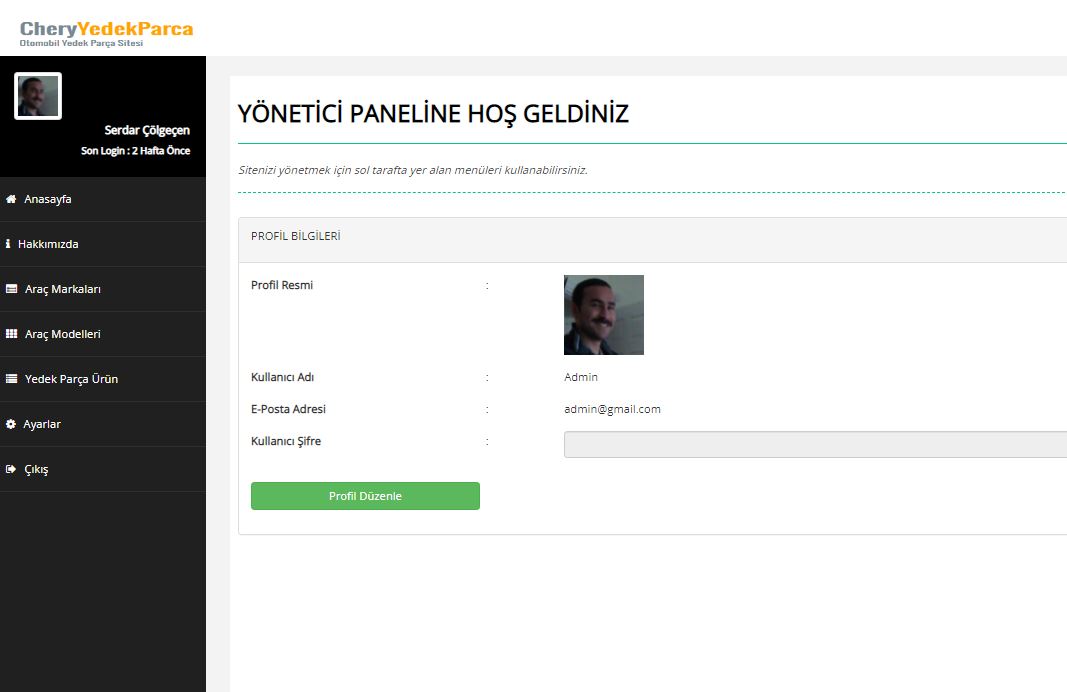 CheryYedekParca
Otomobil Yedek Parça Sitesi
Serdar Çölgeçen
Son Login : 2 Hafta Önce
Anasayfa
Hakkımızda
Araç Markaları
Araç Modelleri
Yedek Parça Ürün
Ayarlar
Çıkış
YÖNETİCİ PANELİNE HOŞ GELDİNİZ
Sitenizi yönetmek için sol tarafta yer alan menüleri kullanabilirsiniz.
PROFİL BİLGİLERİ
Profil Resmi :
Kullanıcı Adı : Admin
E-Posta Adresi : admin@gmail.com
Kullanıcı Şifre :
Profil Düzenle